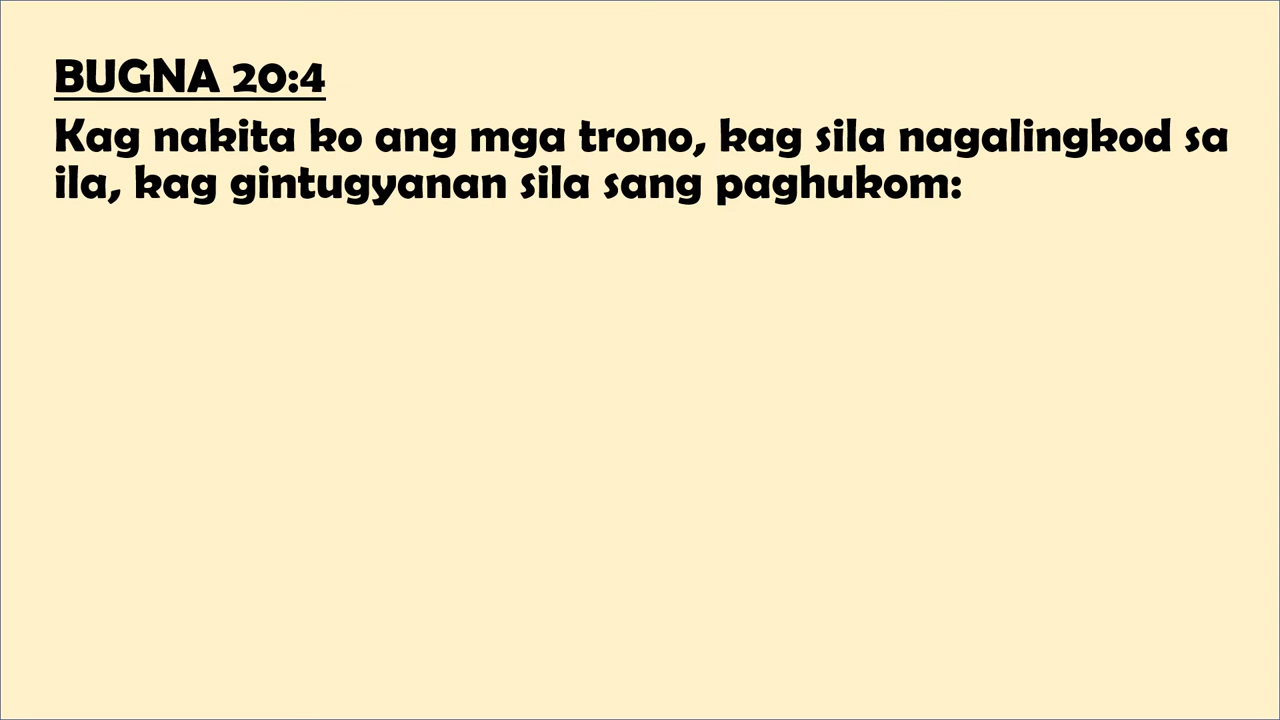 BUGNA 20:4
Kag nakita ko ang mga trono, kag sila nagalingkod sa
ila, kag gintugyanan sila sang paghukom: